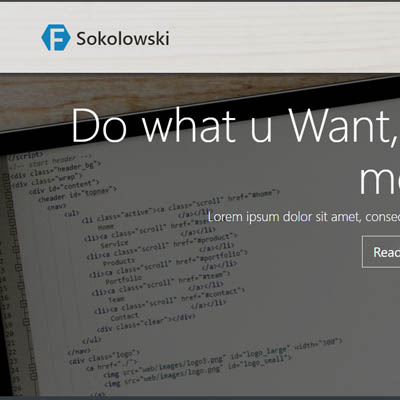 F Sokolowski
Do what u Want,
Lorem ipsum dolor sit amet, consec
Read
</script>
<!-- start header -->
<div class="header_bg">
<div class="wrap">
<div id="content">
<header id="topnav">
<nav>
<ul>
<li class="active"><a class="scroll" href="#home">
Home </a></li>
<li><a class="scroll" href="#ser
Service </a></li>
<li><a class="scroll" href="#product">
Products </a></li>
<li><a class="scroll" href="#portfolio">
Portfolio </a></li>
<li><a class="scroll" href="#team">
Team </a></li>
<li><a class="scroll" href="#contact">
Contact </a></li>
<div class="clear"></div>
</ul>
</nav>
<div class="logo">
<a href="./">
<img src="web/images/logo3.png" id="logo_large" width="300">
<img src="web/images/logo.png" id="logo_small">